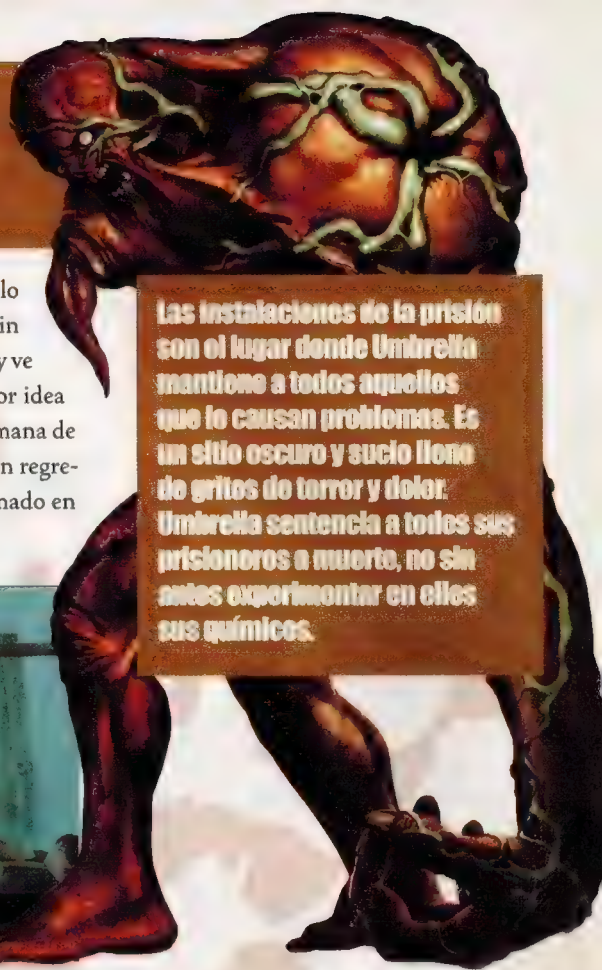 lo
in
y ve
or idea
mana de
n regre-
nado en
Las instalaciones de la prisión
son el lugar donde Umbrella
mantiene a todos aquellos
que le causan problemas. Es
un sitio oscuro y sucio lleno
de gritos de terror y dolor.
Umbrella sentencia a todos sus
prisioneros a muerte, no sin
antes experimentar en ellos
sus químicos.